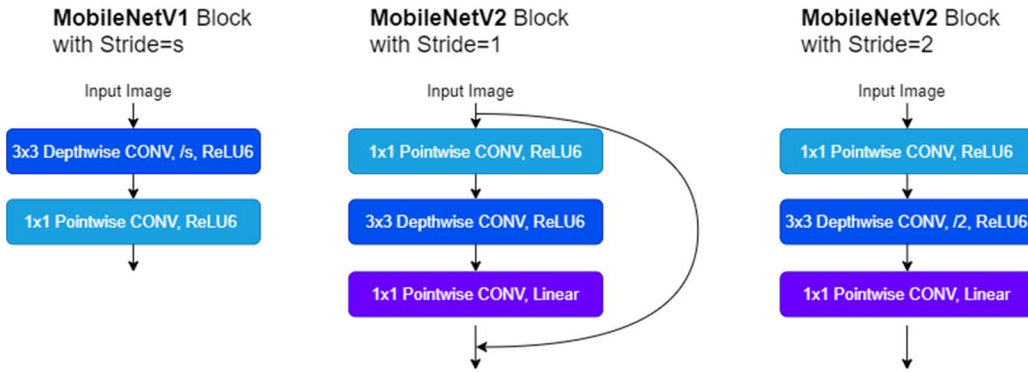 MobileNetV1 Block
with Stride=s
Input Image
3x3 Depthwise CONV, /s, ReLU6
1x1 Pointwise CONV, ReLU6
MobileNetV2 Block
with Stride=1
Input Image
1x1 Pointwise CONV, ReLU6
3x3 Depthwise CONV, ReLU6
1x1 Pointwise CONV, Linear
MobileNetV2 Block
with Stride=2
Input Image
1x1 Pointwise CONV, ReLU6
3x3 Depthwise CONV, /2, ReLU6
1x1 Pointwise CONV, Linear